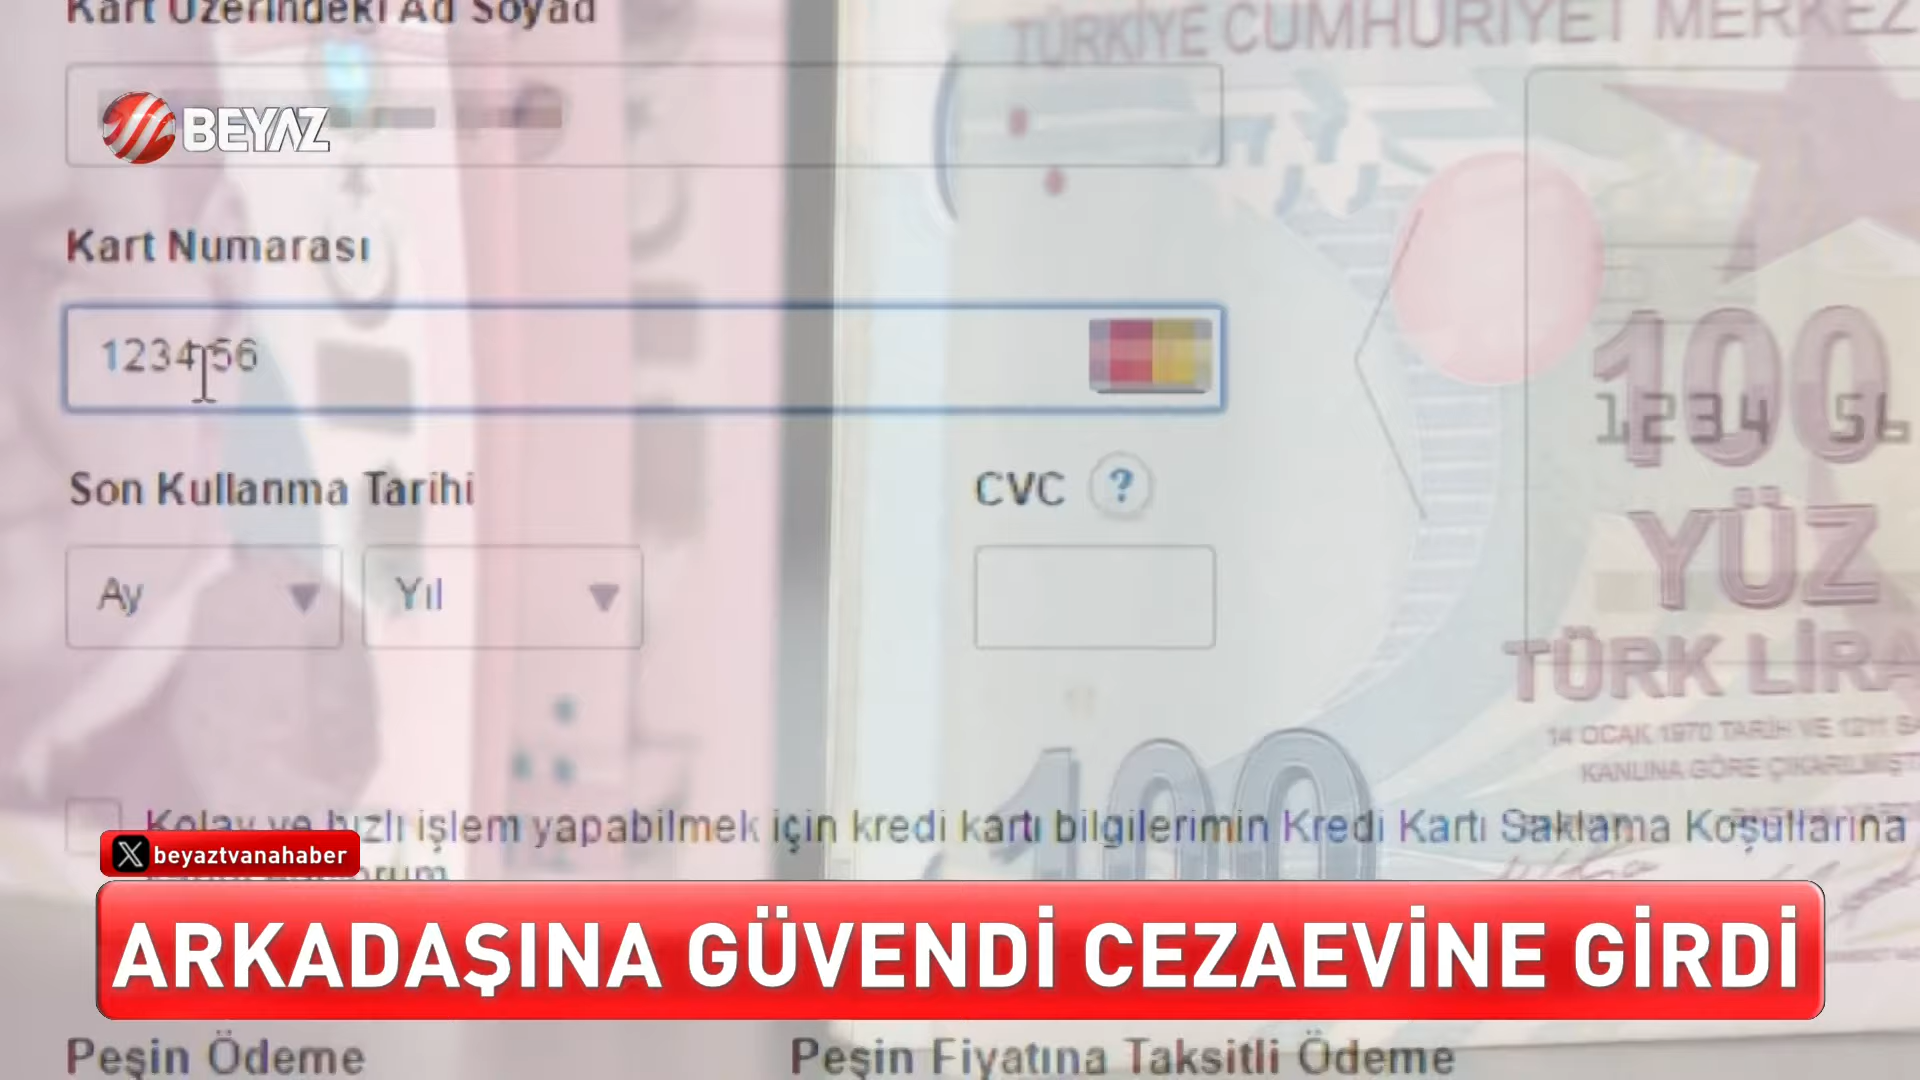 Kart Üzerindeki Ad Soyad
TÜRKİYE CUMHURİYET MERKEZ
BEYAZ
Kart Numarası
123456
100
1234 56
Son Kullanma Tarihi
CVC ?
YÜZ
Ay
Yıl
TÜRK LİRA
14 OCAK 1970 TARİH VE 1211
KANUNA GÖRE ÇIKARILMIŞT
100
Kolay ve hızlı işlem yapabilmek için kredi kartı bilgilerimin Kredi Kartı Saklama Koşullarına
X beyaztvanahaber
ARKADAŞINA GÜVENDİ CEZAEVİNE GİRDİ
Peşin Ödeme
Peşin Fiyatına Taksitli Ödeme